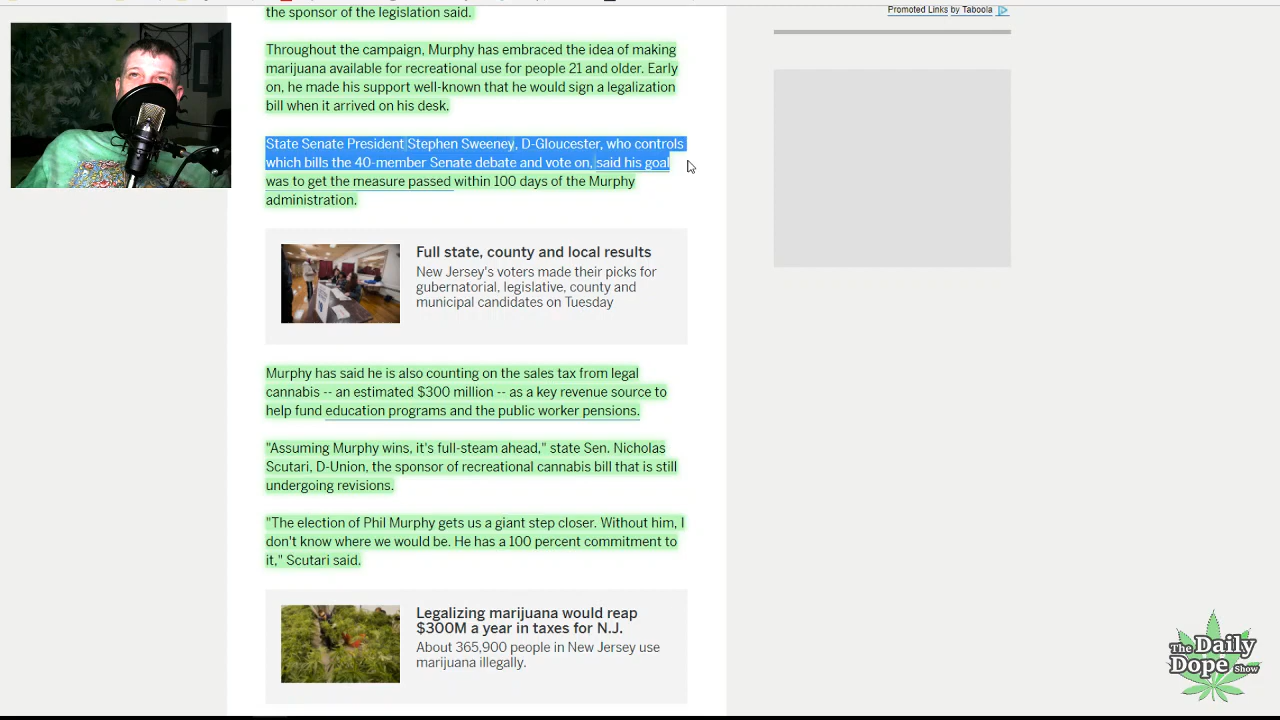 the sponsor of the legislation said.
Promoted Links by Taboola
Throughout the campaign, Murphy has embraced the idea of making
marijuana available for recreational use for people 21 and older. Early
on, he made his support well-known that he would sign a legalization
bill when it arrived on his desk.
State Senate President Stephen Sweeney, D-Gloucester, who controls
which bills the 40-member Senate debate and vote on, said his goal
was to get the measure passed within 100 days of the Murphy
administration.
Full state, county and local results
New Jersey's voters made their picks for
gubernatorial, legislative, county and
municipal candidates on Tuesday
Murphy has said he is also counting on the sales tax from legal
cannabis -- an estimated $300 million -- as a key revenue source to
help fund education programs and the public worker pensions.
"Assuming Murphy wins, it's full-steam ahead," state Sen. Nicholas
Scutari, D-Union, the sponsor of recreational cannabis bill that is still
undergoing revisions.
"The election of Phil Murphy gets us a giant step closer. Without him, I
don't know where we would be. He has a 100 percent commitment to
it," Scutari said.
Legalizing marijuana would reap
$300M a year in taxes for N.J.
About 365,900 people in New Jersey use
marijuana illegally.
The Daily
Dope Show